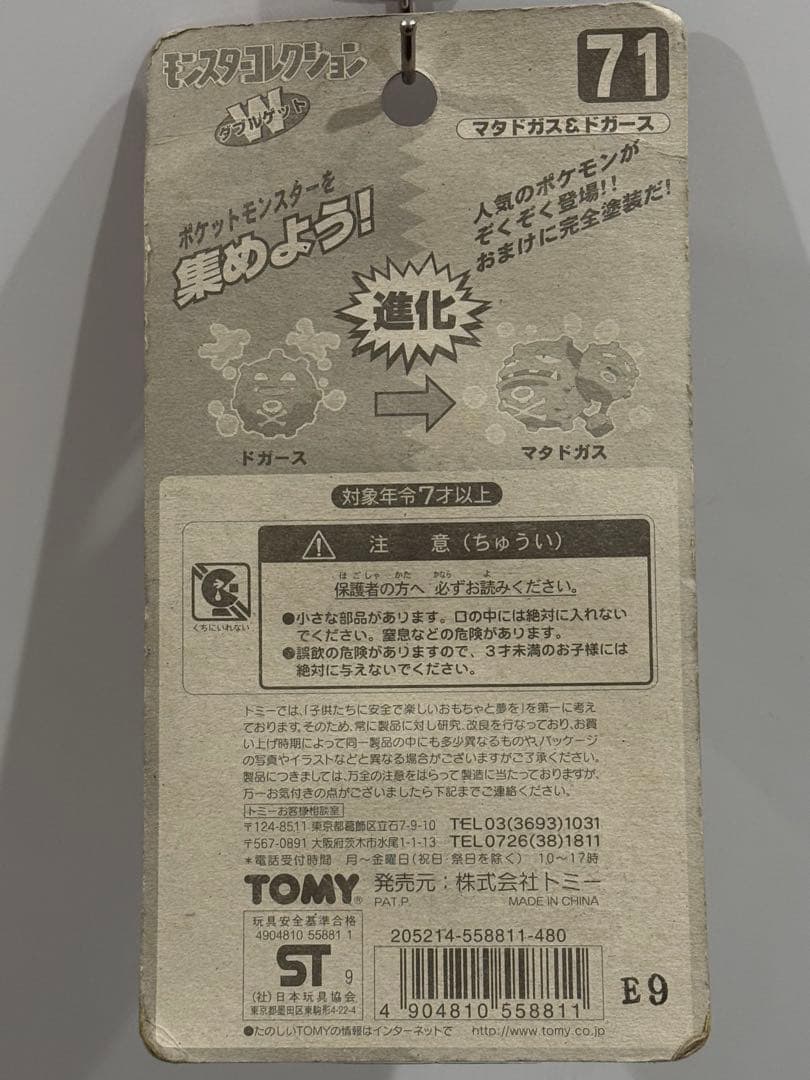 モンスターコレクション
W
ダブルゲット
71
マタドガス&ドガース
ポケットモンスターを
集めよう!
人気のポケモンが
ぞくぞく登場!!
おまけに完全塗装だ!
進化
ドガース
マタドガス
対象年令7才以上
注 意(ちゅうい)
ほごしゃ かた かなら よ
保護者の方へ 必ずお読みください。
くちにいれない
●小さな部品があります。口の中には絶対に入れない
でください。窒息などの危険があります。
●誤飲の危険がありますので、3才未満のお子様には
絶対に与えないでください。
トミーでは、「子供たちに安全で楽しいおもちゃと夢を」を第一に考え
ております。そのため、常に製品に対し研究、改良を行なっており、お買
い上げ時期によって同一製品の中にも多少異なるものや、パッケージ
の写真やイラストなどと異なる場合がございますがご了承ください。
製品につきましては、万全の注意をはらって製造に当たっておりますが、
万一お気付きの点がございましたら下記までご連絡ください。
トミーお客様相談室
〒124-8511 東京都葛飾区立石7-9-10 TEL03(3693)1031
〒567-0891 大阪府茨木市水尾1-1-13 TEL0726(38)1811
*電話受付時間 月〜金曜日(祝日・祭日を除く) 10〜17時
TOMY® 発売元:株式会社トミー
PAT.P. MADE IN CHINA
玩具安全基準合格
4904810 55881 1
ST 9
(社)日本玩具協会
東京都墨田区東駒形4-22-4
205214-558811-480
4 904810 558811
E9
●たのしいTOMYの情報はインターネットで http://www.tomy.co.jp